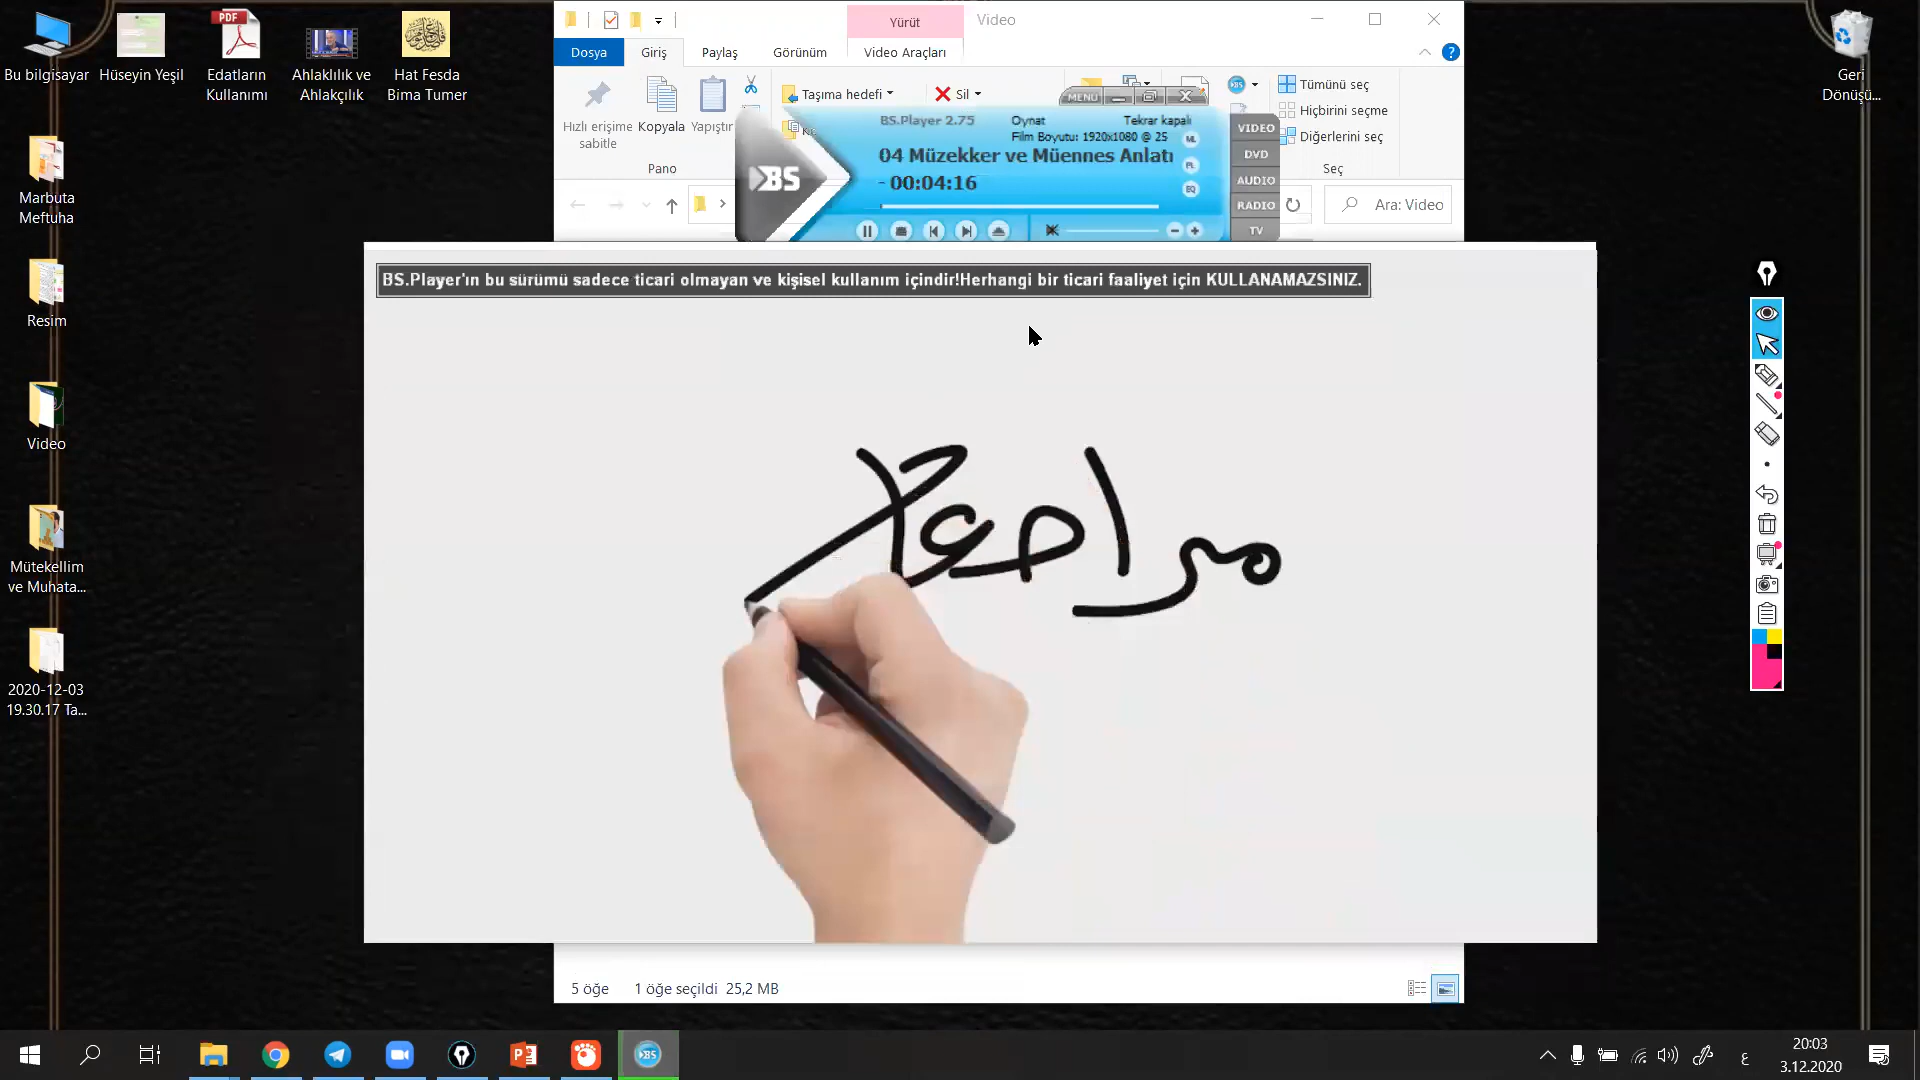 Bu bilgisayar
Hüseyin Yeşil
Edatların
Kullanımı
Ahlaklılık ve
Ahlakçılık
Hat Fesda
Bima Tumer
Marbuta
Meftuha
Resim
Video
Mütekellim
ve Muhata...
2020-12-03
19.30.17 Ta...
Geri
Dönüşü...
PDF
Yürüt
Video
Dosya
Giriş
Paylaş
Görünüm
Video Araçları
Hızlı erişime
sabitle
Kopyala
Yapıştır
Pano
Taşıma hedefi
Sil
Tümünü seç
Hiçbirini seçme
Diğerlerini seç
Seç
Ara: Video
MENU
BS.Player 2.75
Oynat
Tekrar kapalı
Film Boyutu: 1920x1080 @ 25
04 Müzekker ve Müennes Anlatı
- 00:04:16
BS
ML
PL
EQ
VIDEO
DVD
AUDIO
RADIO
TV
BS.Player'ın bu sürümü sadece ticari olmayan ve kişisel kullanım içindir!Herhangi bir ticari faaliyet için KULLANAMAZSINIZ.
5 öğe
1 öğe seçildi 25,2 MB
ع
20:03
3.12.2020